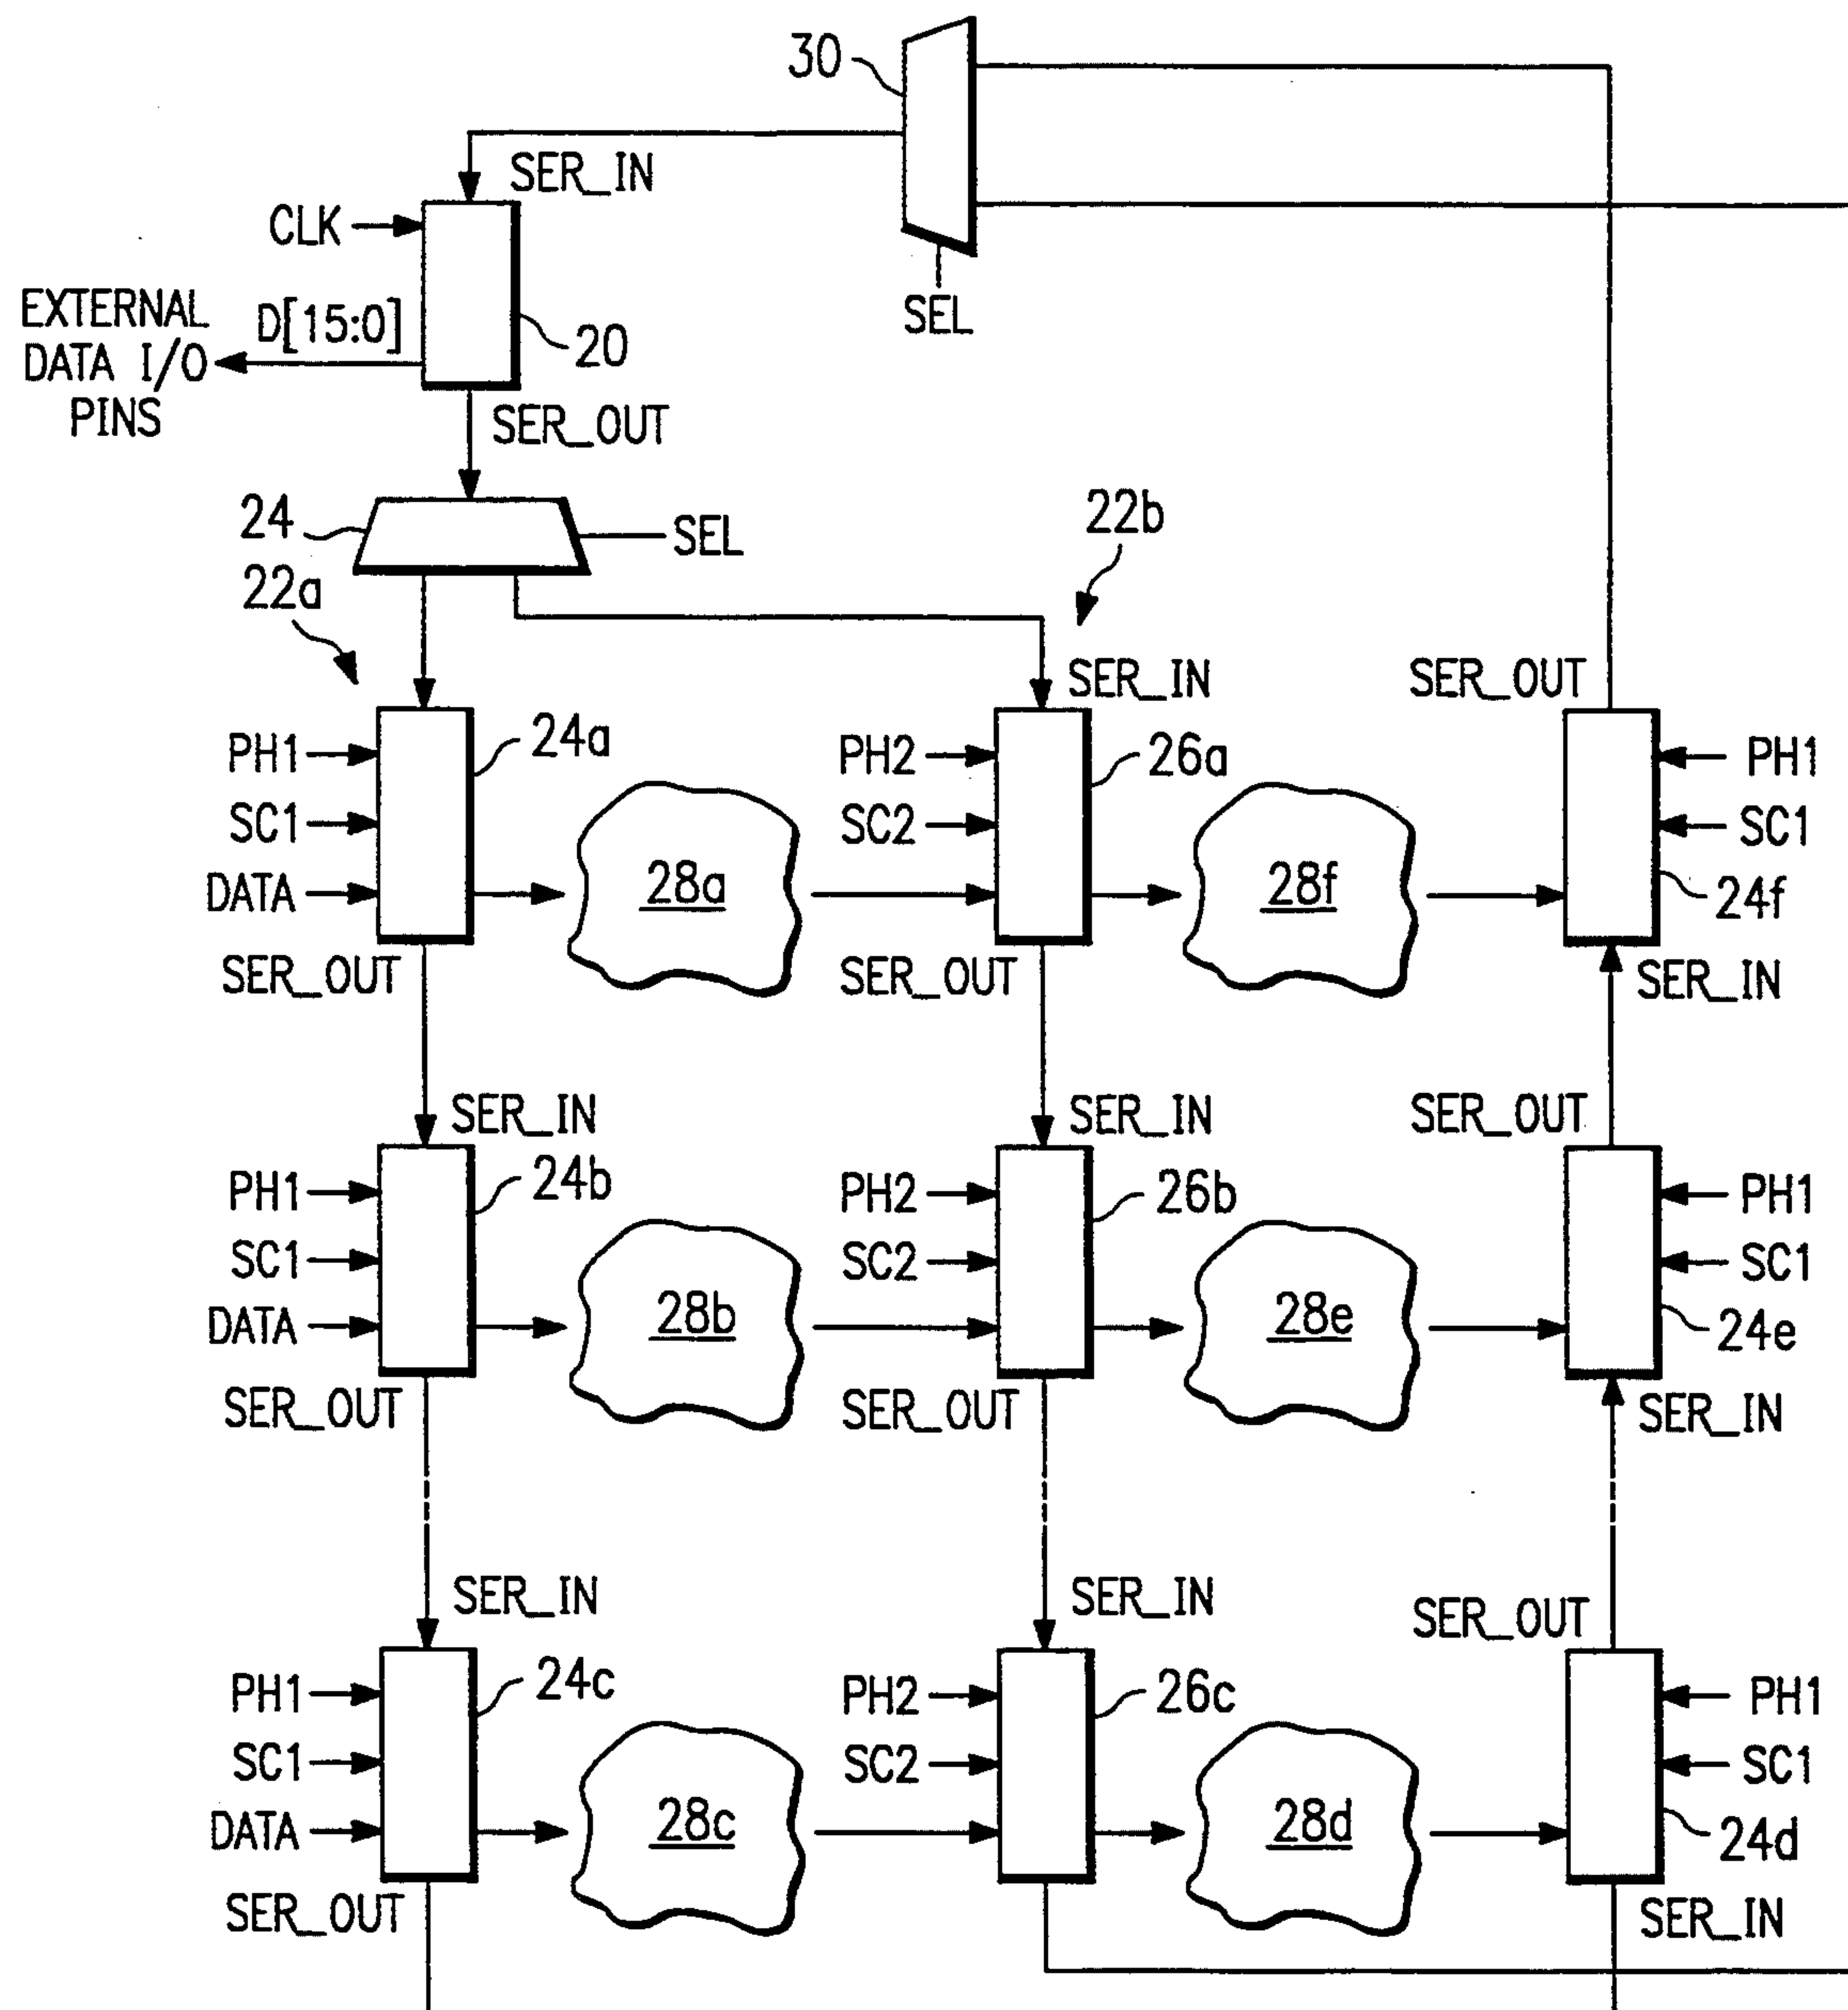 30
SER_IN
CLK
SEL
EXTERNAL
DATA I/O
PINS
D[15:0]
20
SER_OUT
24
SEL
22a
22b
SER_IN
SER_OUT
PH1
24a
PH2
26a
PH1
SC1
SC2
SC1
DATA
28a
28f
24f
SER_OUT
SER_OUT
SER_IN
SER_IN
SER_IN
SER_OUT
PH1
24b
PH2
26b
PH1
SC1
SC2
SC1
DATA
28b
28e
24e
SER_OUT
SER_OUT
SER_IN
SER_IN
SER_IN
SER_OUT
PH1
24c
PH2
26c
PH1
SC1
SC2
SC1
DATA
28c
28d
24d
SER_OUT
SER_IN